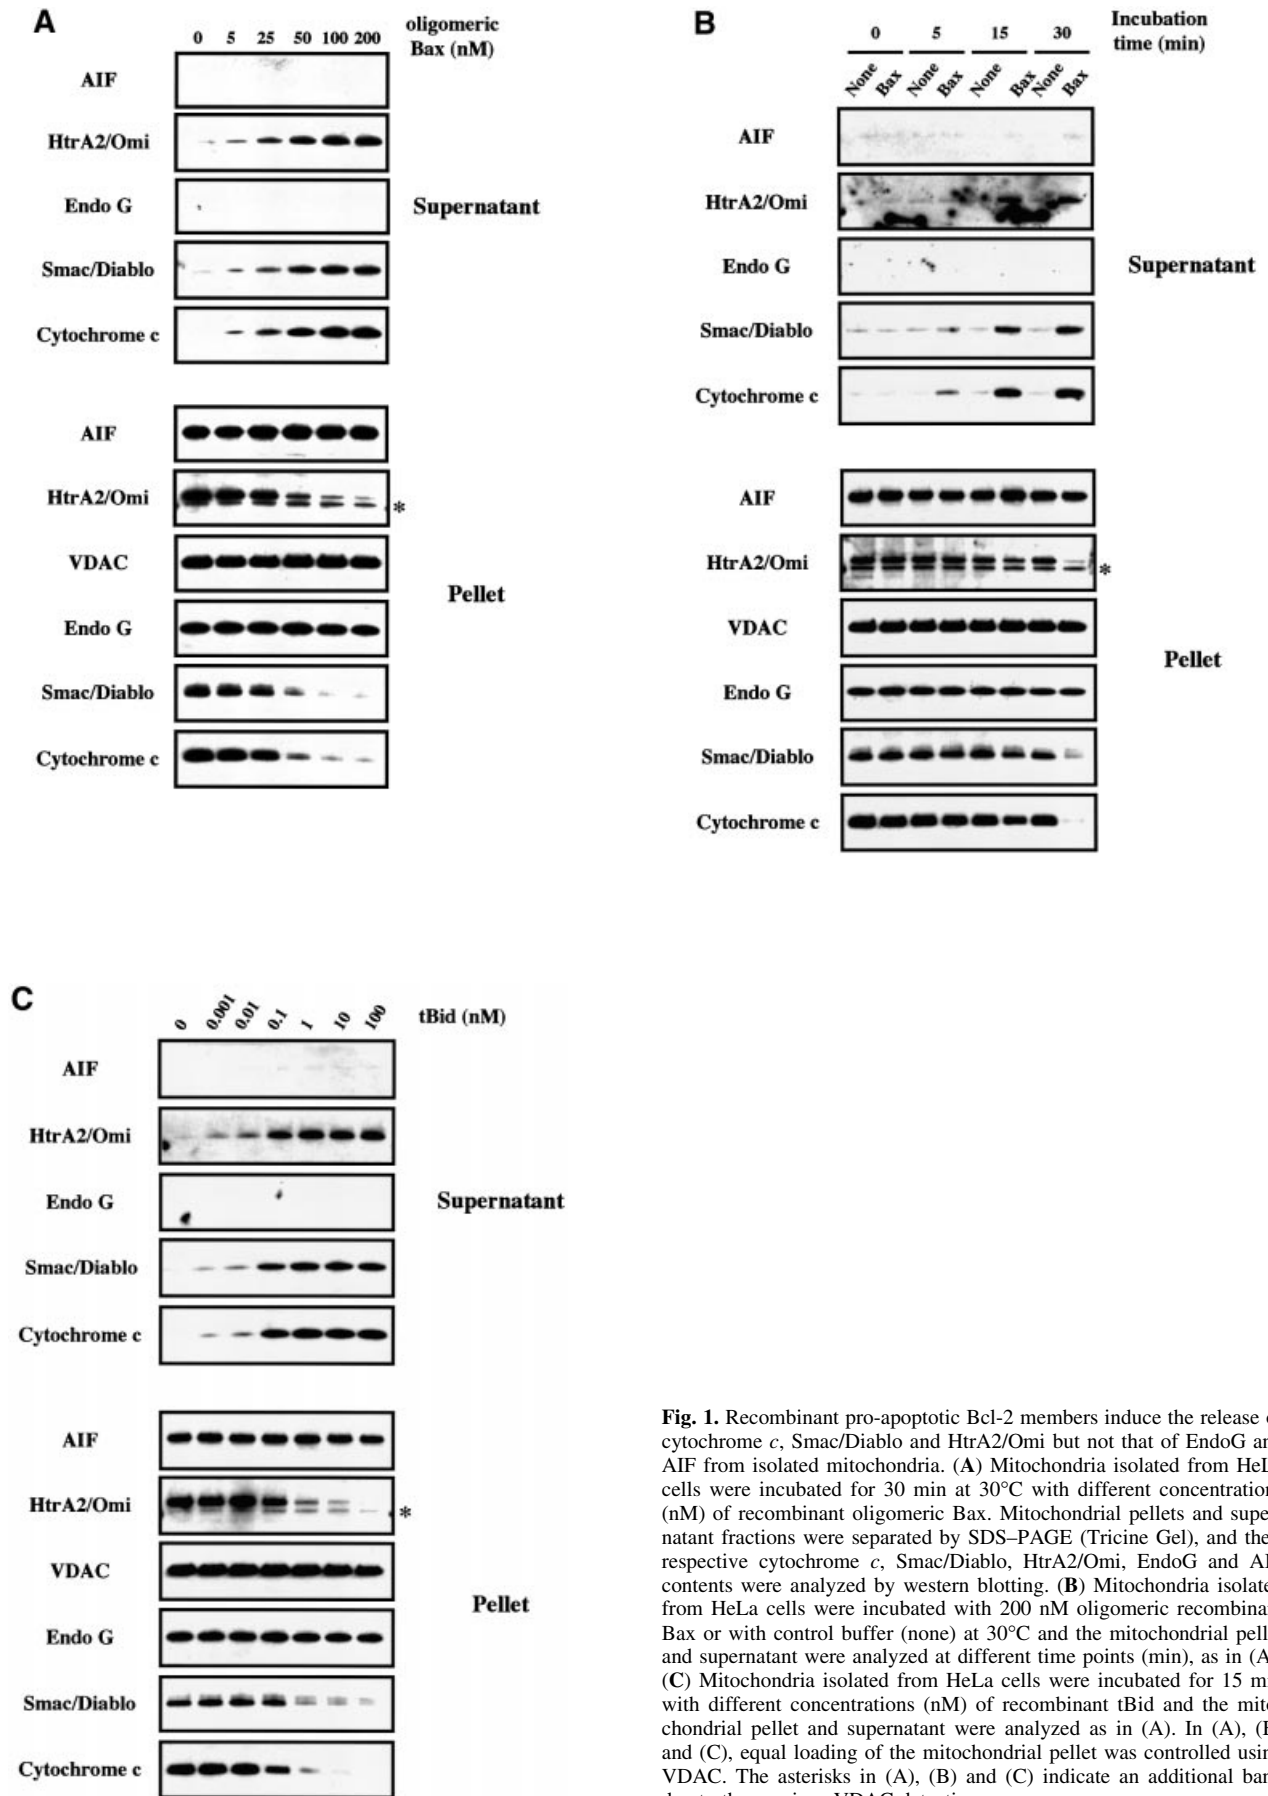 A
oligomeric
Bax (nM)
0 5 25 50 100 200
AIF
HtrA2/Omi
Endo G
Supernatant
Smac/Diablo
Cytochrome c
AIF
HtrA2/Omi
*
VDAC
Pellet
Endo G
Smac/Diablo
Cytochrome c
B
Incubation
time (min)
0 5 15 30
None Bax None Bax None Bax None Bax
AIF
HtrA2/Omi
Endo G
Supernatant
Smac/Diablo
Cytochrome c
AIF
HtrA2/Omi
*
VDAC
Pellet
Endo G
Smac/Diablo
Cytochrome c
C
0 0.001 0.01 0.1 1 10 100
tBid (nM)
AIF
HtrA2/Omi
Endo G
Supernatant
Smac/Diablo
Cytochrome c
AIF
HtrA2/Omi
*
VDAC
Pellet
Endo G
Smac/Diablo
Cytochrome c
Fig. 1. Recombinant pro-apoptotic Bcl-2 members induce the release
cytochrome c, Smac/Diablo and HtrA2/Omi but not that of EndoG an
AIF from isolated mitochondria. (A) Mitochondria isolated from HeL
cells were incubated for 30 min at 30°C with different concentration
(nM) of recombinant oligomeric Bax. Mitochondrial pellets and supe
natant fractions were separated by SDS–PAGE (Tricine Gel), and the
respective cytochrome c, Smac/Diablo, HtrA2/Omi, EndoG and AI
contents were analyzed by western blotting. (B) Mitochondria isolate
from HeLa cells were incubated with 200 nM oligomeric recombina
Bax or with control buffer (none) at 30°C and the mitochondrial pell
and supernatant were analyzed at different time points (min), as in (A
(C) Mitochondria isolated from HeLa cells were incubated for 15 m
with different concentrations (nM) of recombinant tBid and the mit
chondrial pellet and supernatant were analyzed as in (A). In (A), (B
and (C), equal loading of the mitochondrial pellet was controlled usin
VDAC. The asterisks in (A), (B) and (C) indicate an additional ban